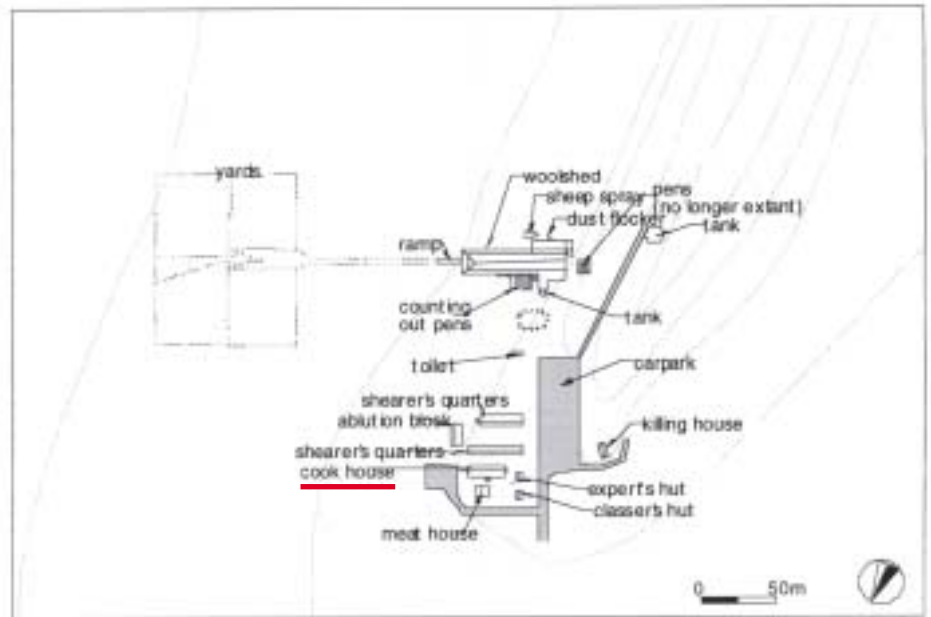 yards
woolshed
sheep spray
pens
(no longer extant)
dust flocker
tank
ramp
counting
out pens
tank
toilet
carpark
shearer's quarters
ablution block
killing house
shearer's quarters
cook house
expert's hut
classer's hut
meat house
0 50m